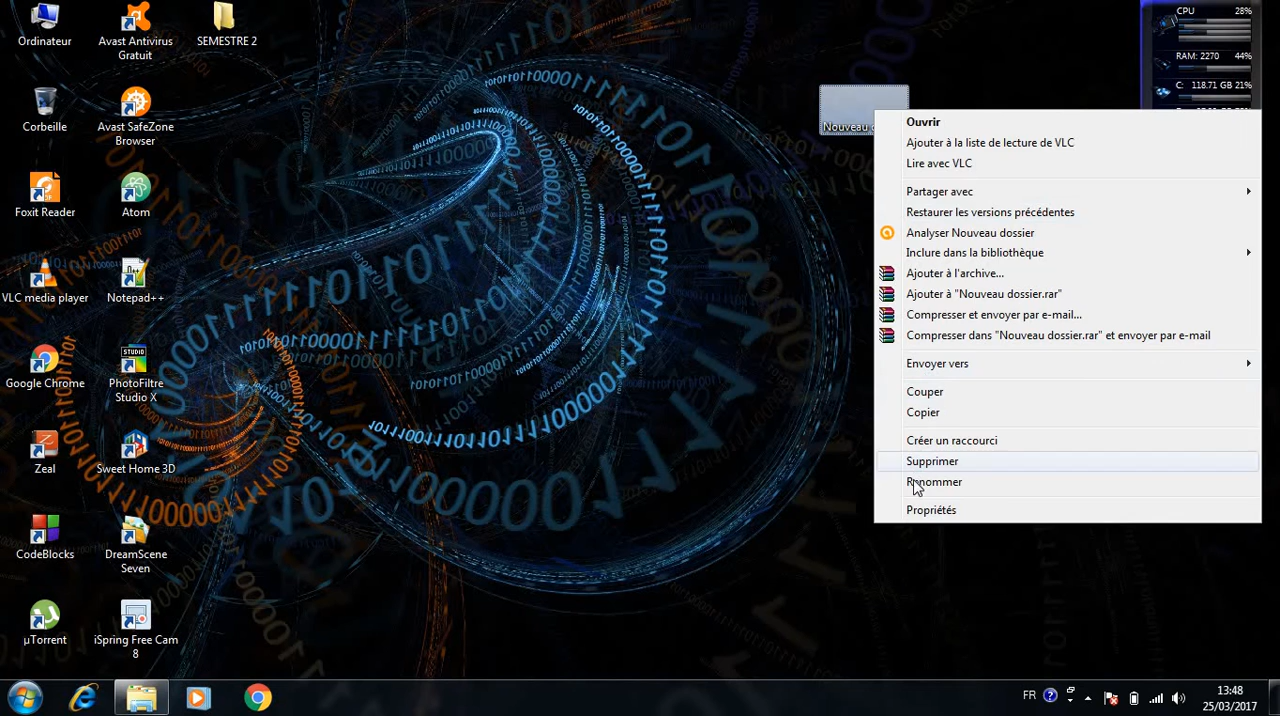 Ordinateur
Avast Antivirus
Gratuit
SEMESTRE 2
Corbeille
Avast SafeZone
Browser
Foxit Reader
Atom
VLC media player
Notepad++
Google Chrome
PhotoFiltre
Studio X
Zeal
Sweet Home 3D
CodeBlocks
DreamScene
Seven
µTorrent
iSpring Free Cam
8
Nouveau
CPU 28%
RAM: 2270 44%
C: 118.71 GB 21%
Ouvrir
Ajouter à la liste de lecture de VLC
Lire avec VLC
Partager avec
Restaurer les versions précédentes
Analyser Nouveau dossier
Inclure dans la bibliothèque
Ajouter à l'archive...
Ajouter à "Nouveau dossier.rar"
Compresser et envoyer par e-mail...
Compresser dans "Nouveau dossier.rar" et envoyer par e-mail
Envoyer vers
Couper
Copier
Créer un raccourci
Supprimer
Renommer
Propriétés
FR
13:48
25/03/2017